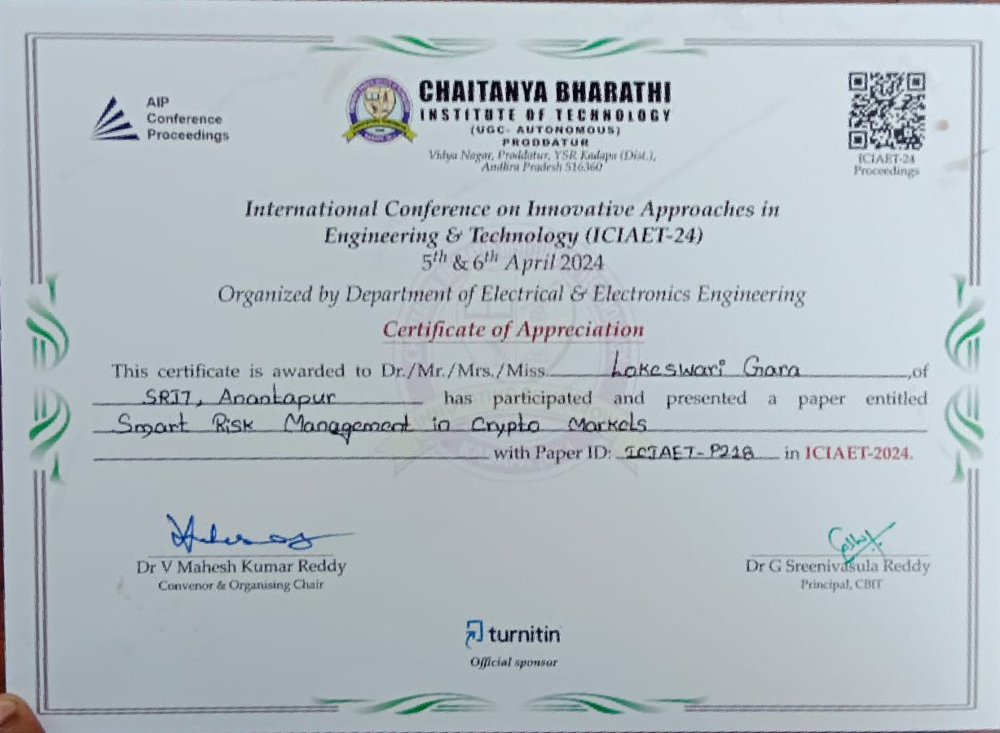 AIP
Conference
Proceedings
CHAITANYA BHARATHI
INSTITUTE OF TECHNOLOGY
(UGC- AUTONOMOUS)
PRODDATUR
Vidya Nagar, Proddatur, YSR Kadapa (Dist.),
Andhra Pradesh 516360
ICIAET-24
Proceedings
International Conference on Innovative Approaches in
Engineering & Technology (ICIAET-24)
5th & 6th April 2024
Organized by Department of Electrical & Electronics Engineering
Certificate of Appreciation
This certificate is awarded to Dr./Mr./Mrs./Miss. Lokeswari Gara ,of
SRIT, Anantapur has participated and presented a paper entitled
Smart Risk Management in Crypto Markets
with Paper ID: ICIAET-P218 in ICIAET-2024.
Dr V Mahesh Kumar Reddy
Convenor & Organising Chair
Dr G Sreenivasula Reddy
Principal, CBIT
turnitin
Official sponsor